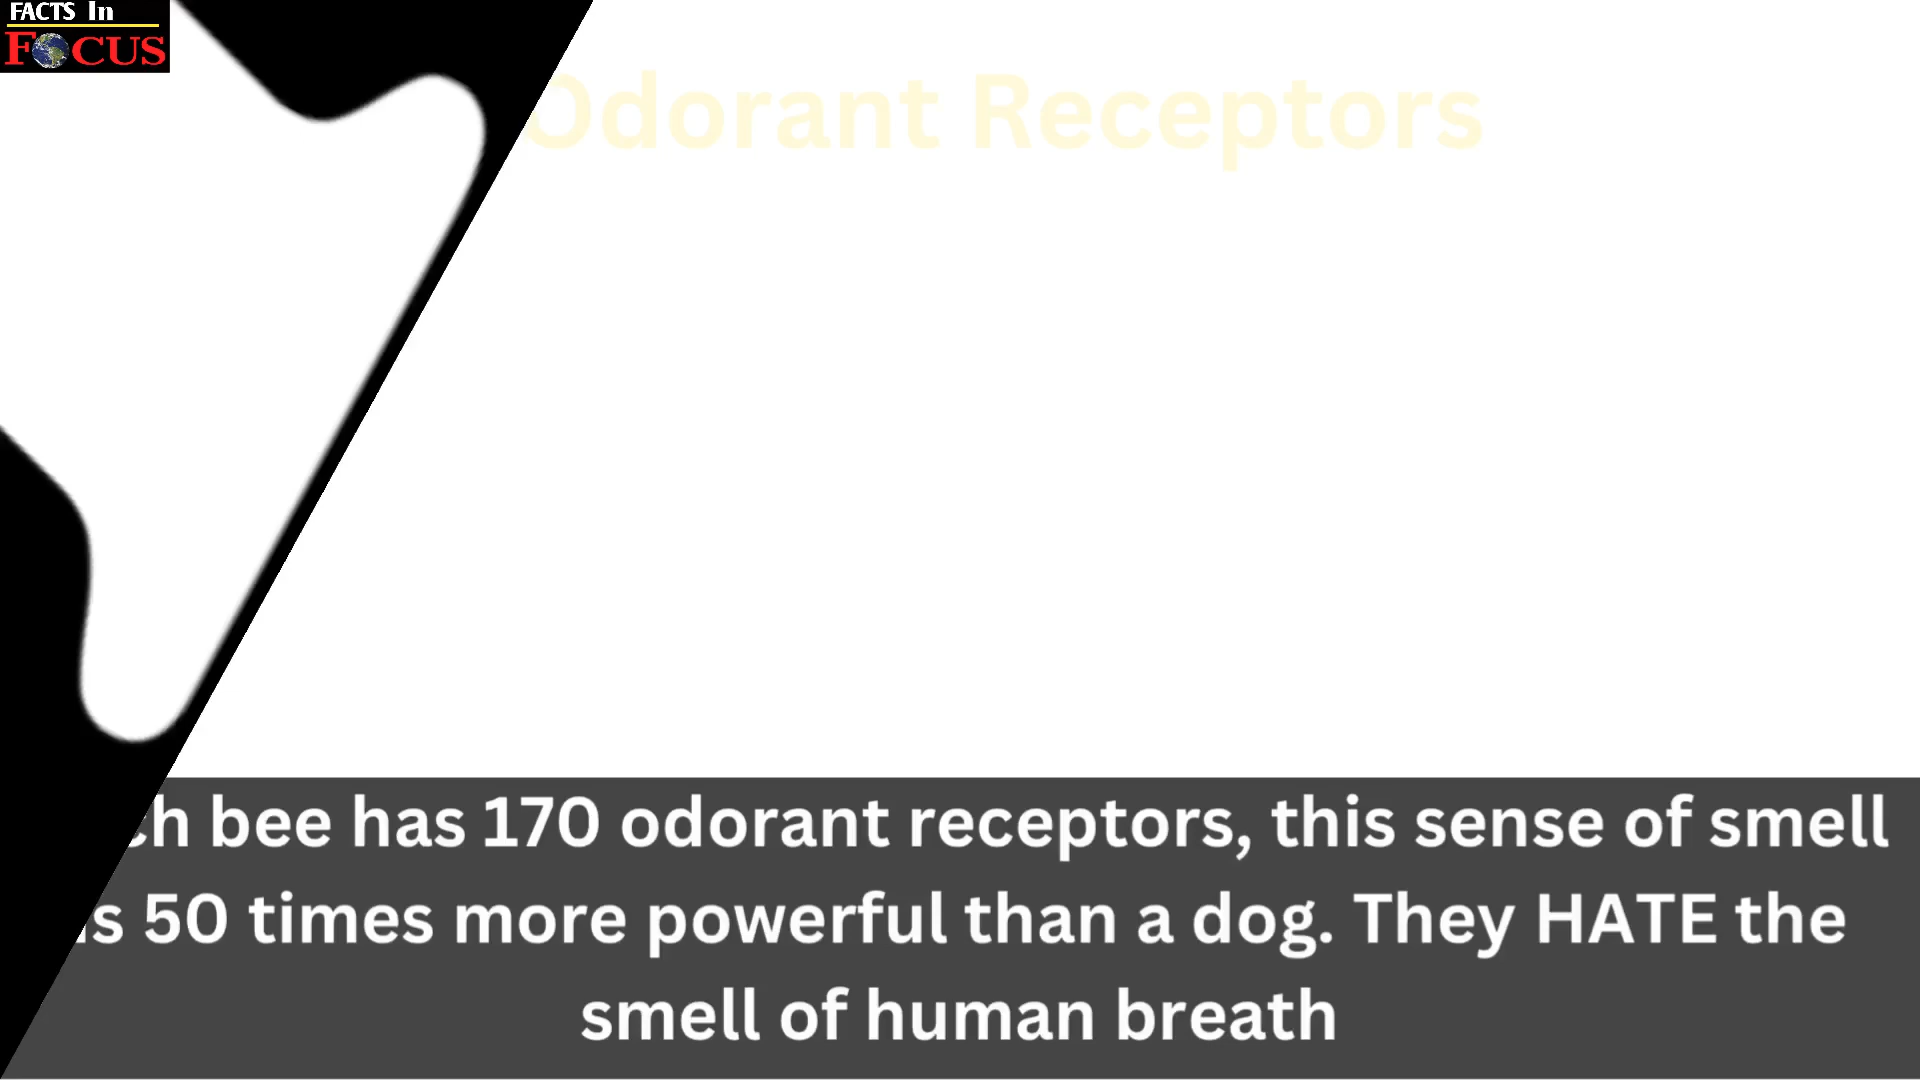 FACTS In
FOCUS
Odorant Receptors
ch bee has 170 odorant receptors, this sense of smell
is 50 times more powerful than a dog. They HATE the
smell of human breath